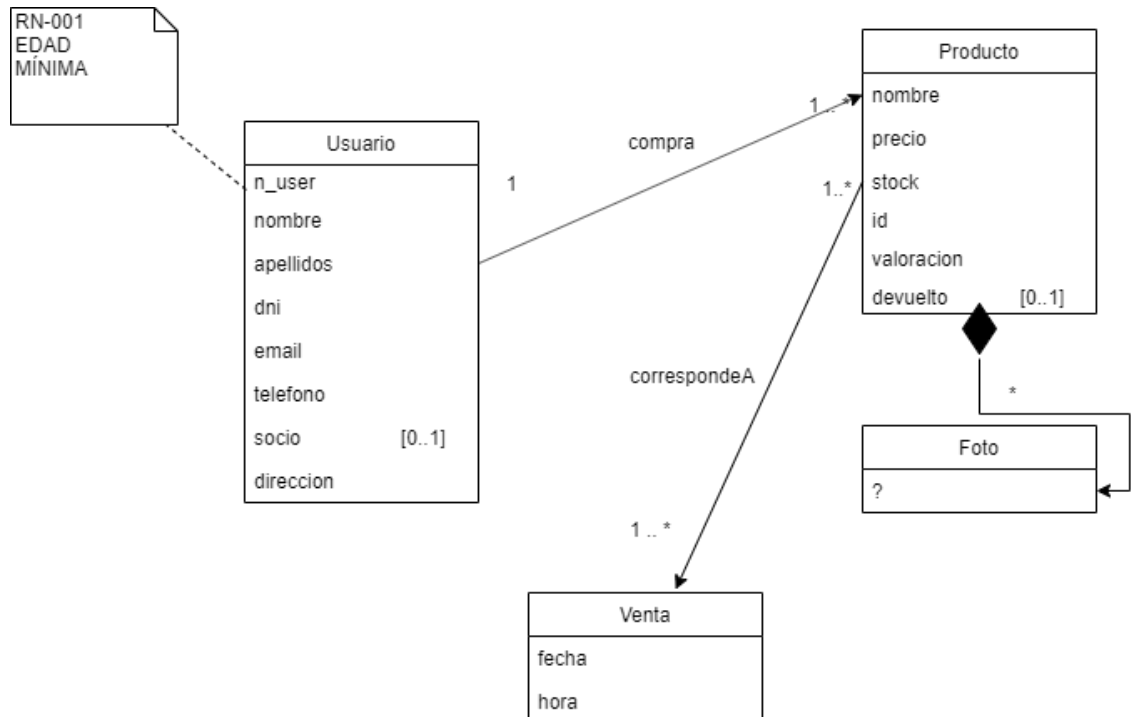 RN-001
EDAD
MÍNIMA
Usuario
n_user
nombre
apellidos
dni
email
telefono
socio [0..1]
direccion
1
compra
1.. *
Producto
nombre
precio
stock
id
valoracion
devuelto [0..1]
1..*
correspondeA
1 .. *
*
Foto
?
Venta
fecha
hora